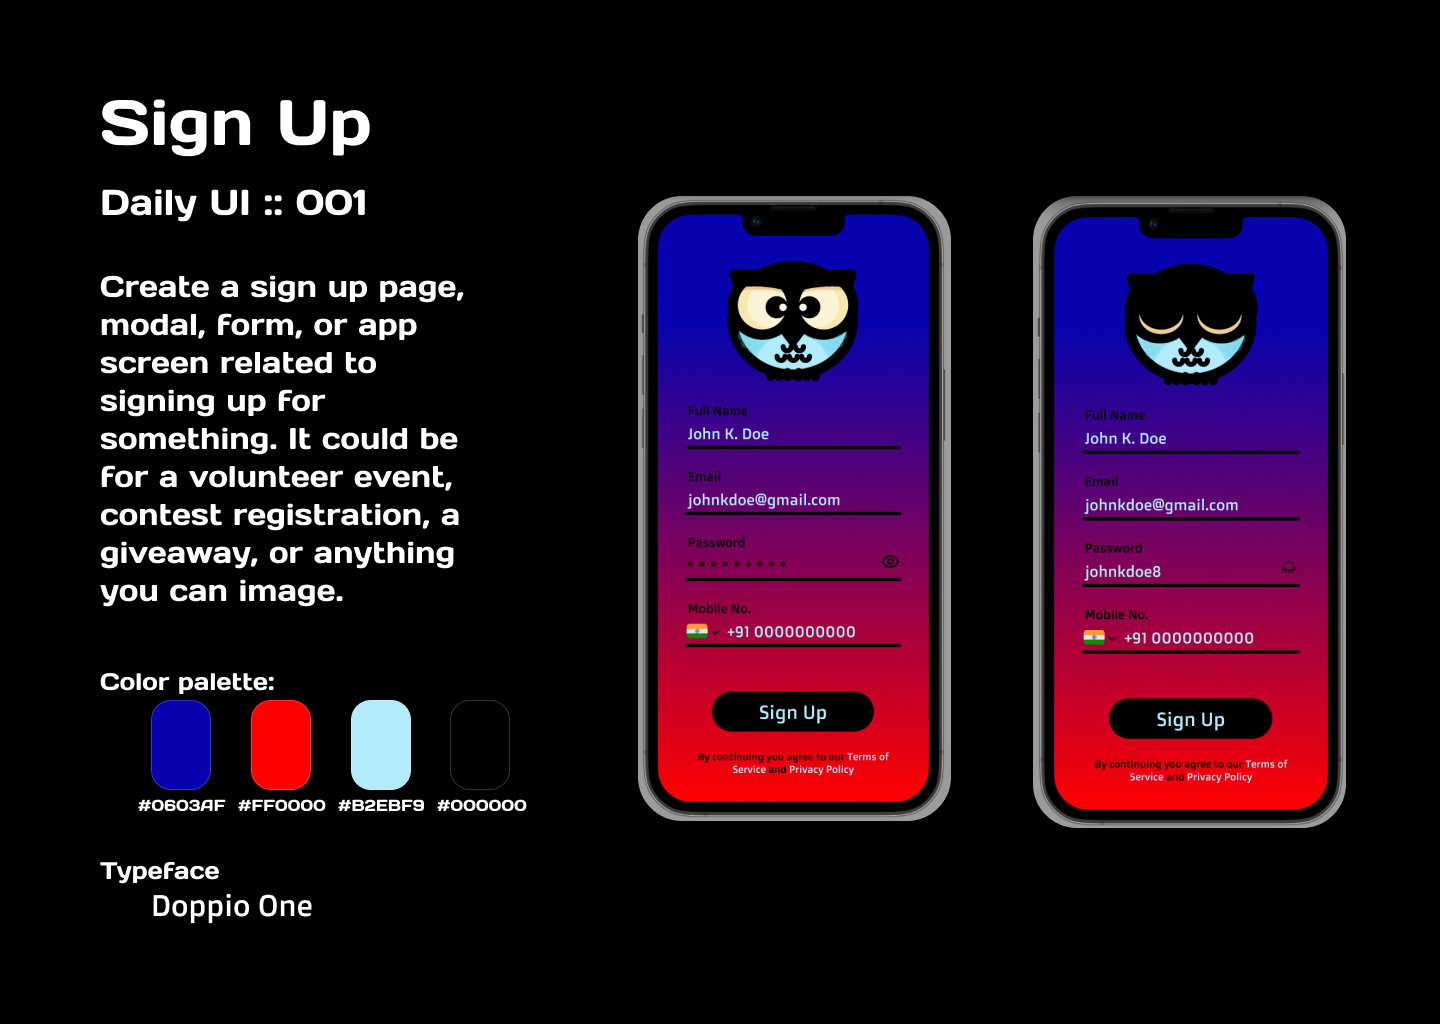 Sign Up
Daily UI :: 001
Create a sign up page,
modal, form, or app
screen related to
signing up for
something. It could be
for a volunteer event,
contest registration, a
giveaway, or anything
you can image.
Color palette:
#0603AF #FF0000 #B2EBF9 #000000
Typeface
Doppio One
Full Name
John K. Doe
Email
johnkdoe@gmail.com
Password
Mobile No.
+91 0000000000
Sign Up
By continuing you agree to our Terms of
Service and Privacy Policy
Full Name
John K. Doe
Email
johnkdoe@gmail.com
Password
johnkdoe8
Mobile No.
+91 0000000000
Sign Up
By continuing you agree to our Terms of
Service and Privacy Policy